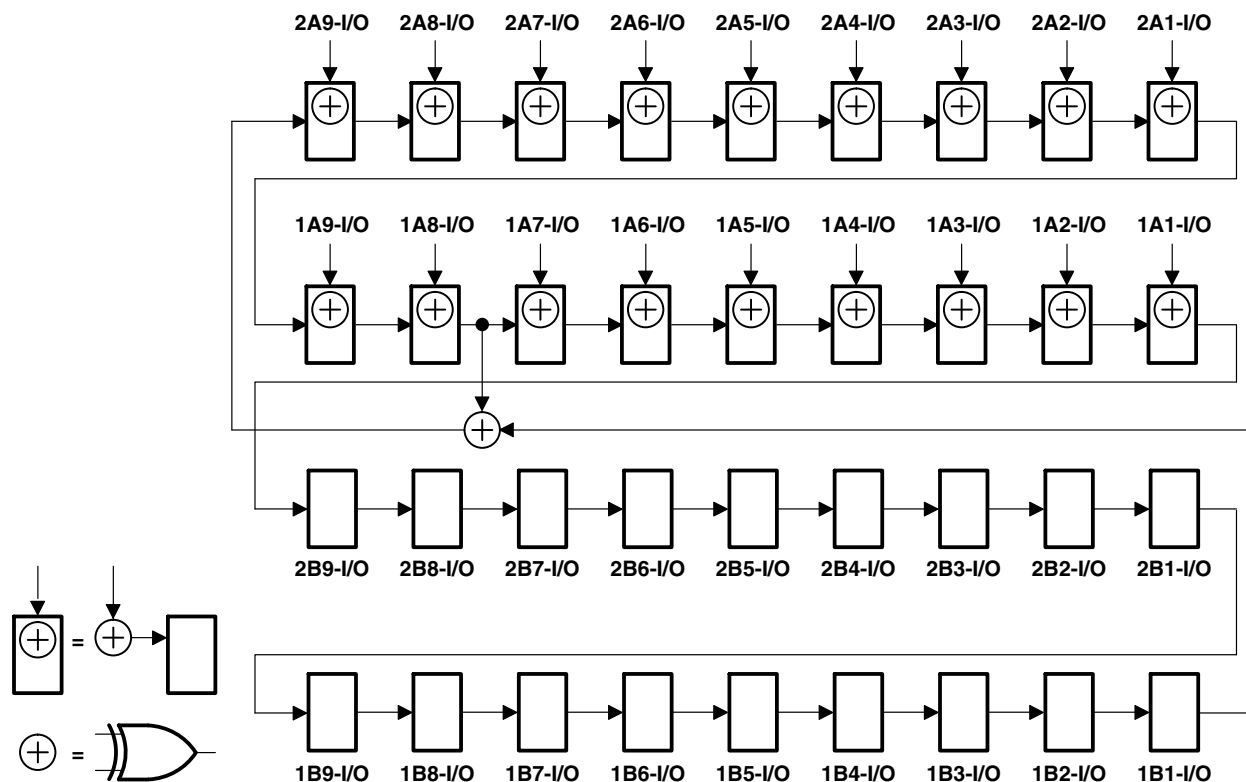 2A9-I/O 2A8-I/O 2A7-I/O 2A6-I/O 2A5-I/O 2A4-I/O 2A3-I/O 2A2-I/O 2A1-I/O
1A9-I/O 1A8-I/O 1A7-I/O 1A6-I/O 1A5-I/O 1A4-I/O 1A3-I/O 1A2-I/O 1A1-I/O
2B9-I/O 2B8-I/O 2B7-I/O 2B6-I/O 2B5-I/O 2B4-I/O 2B3-I/O 2B2-I/O 2B1-I/O
=
=
1B9-I/O 1B8-I/O 1B7-I/O 1B6-I/O 1B5-I/O 1B4-I/O 1B3-I/O 1B2-I/O 1B1-I/O